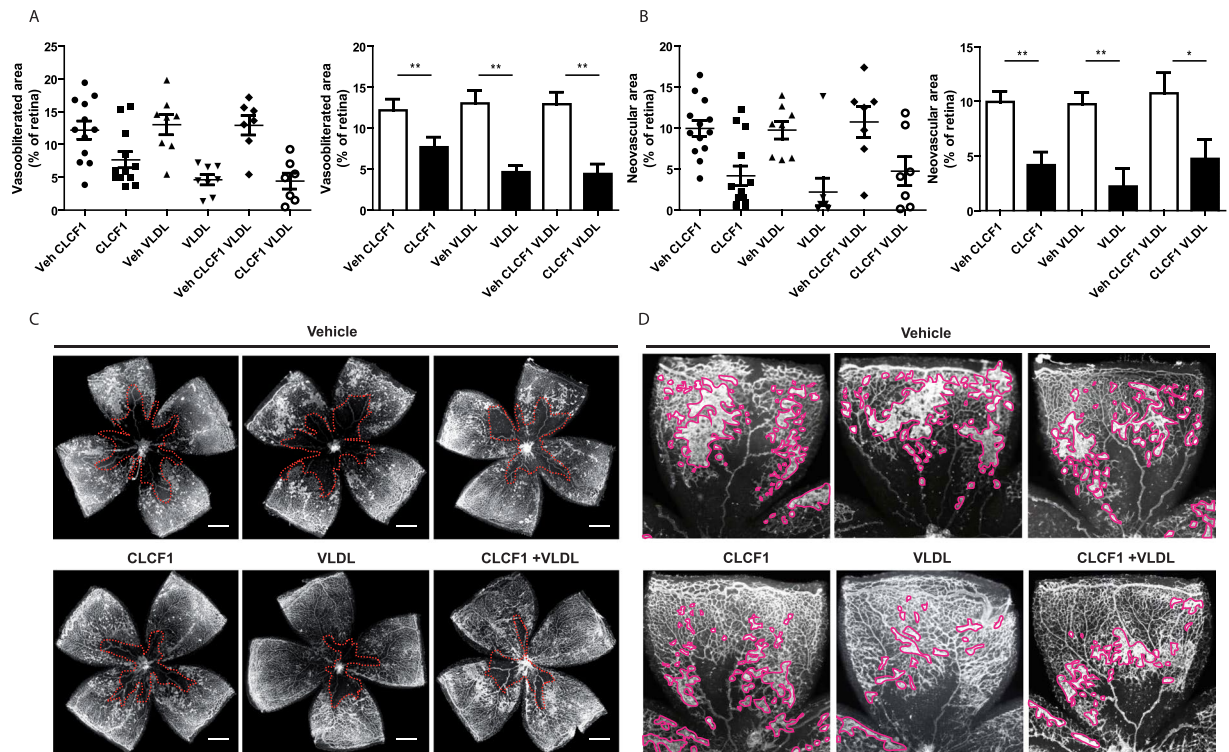 A
B
Vasoobliterated area
(% of retina)
25
20
15
10
5
0
Veh CLCF1
CLCF1
Veh VLDL
VLDL
Veh CLCF1 VLDL
CLCF1 VLDL
Vasoobliterated area
(% of retina)
20
15
10
5
0
**
**
**
Veh CLCF1
CLCF1
Veh VLDL
VLDL
Veh CLCF1 VLDL
CLCF1 VLDL
Neovascular area
(% of retina)
20
15
10
5
0
Veh CLCF1
CLCF1
Veh VLDL
VLDL
Veh CLCF1 VLDL
CLCF1 VLDL
Neovascular area
(% of retina)
15
10
5
0
**
**
*
Veh CLCF1
CLCF1
Veh VLDL
VLDL
Veh CLCF1 VLDL
CLCF1 VLDL
C
Vehicle
CLCF1
VLDL
CLCF1 +VLDL
D
Vehicle
CLCF1
VLDL
CLCF1 +VLDL